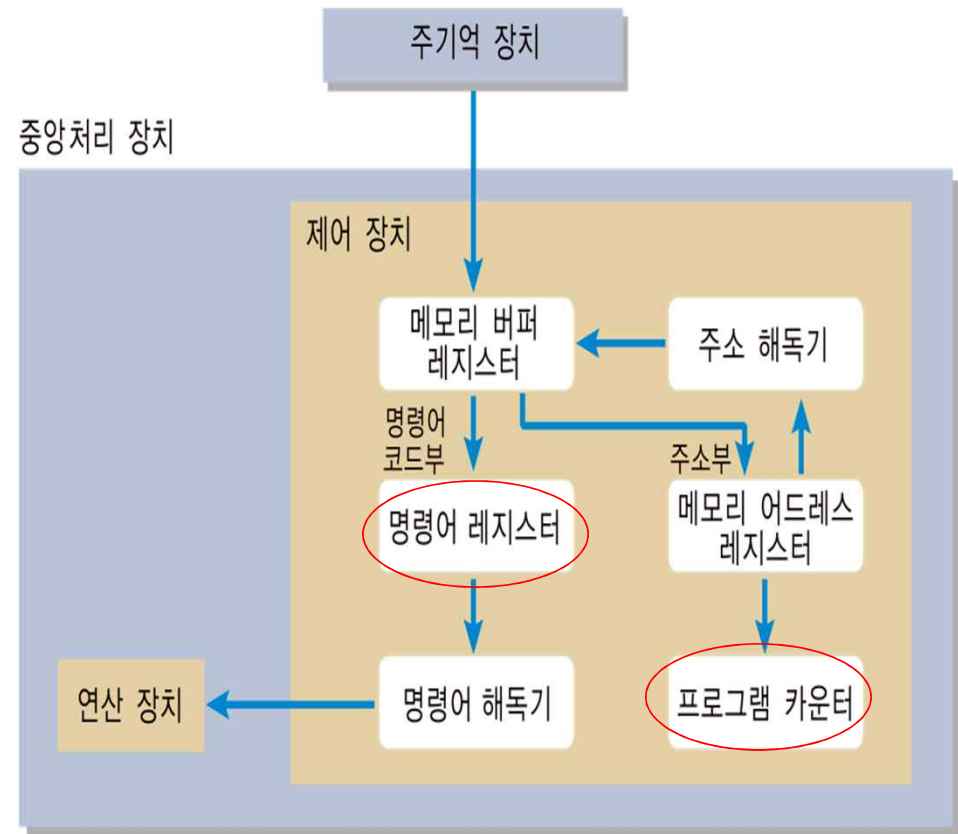 주기억 장치
중앙처리 장치
제어 장치
메모리 버퍼
레지스터
주소 해독기
명령어
코드부
주소부
명령어 레지스터
메모리 어드레스
레지스터
연산 장치
명령어 해독기
프로그램 카운터